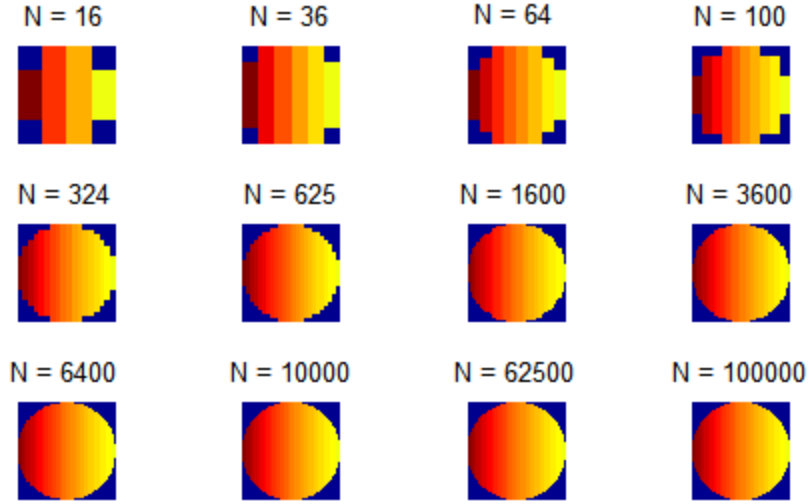 N = 16
N = 36
N = 64
N = 100
N = 324
N = 625
N = 1600
N = 3600
N = 6400
N = 10000
N = 62500
N = 100000